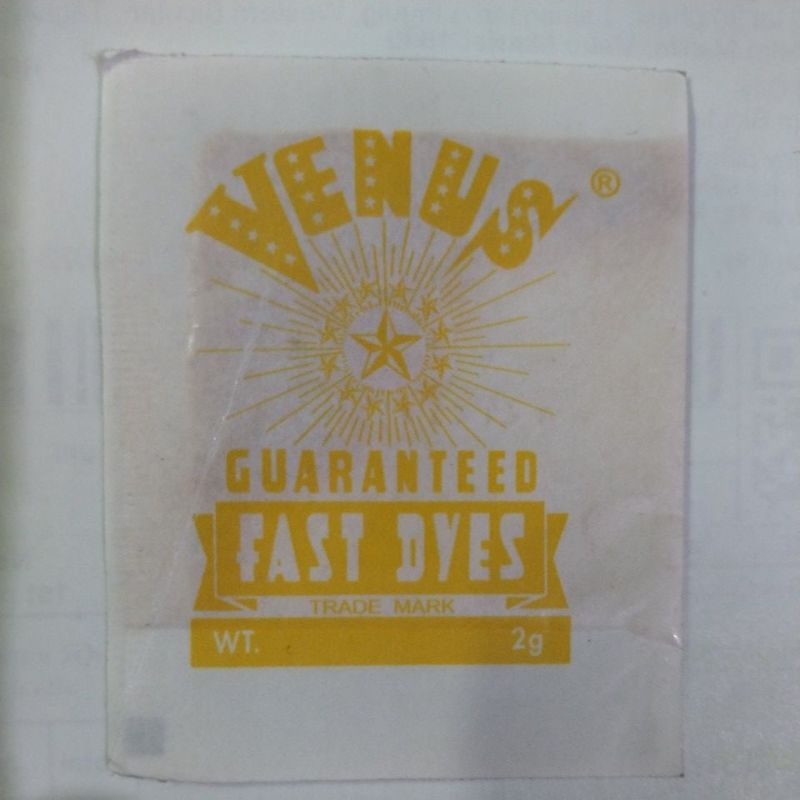 VENUS ®
GUARANTEED
FAST DYES
TRADE MARK
WT. 2g